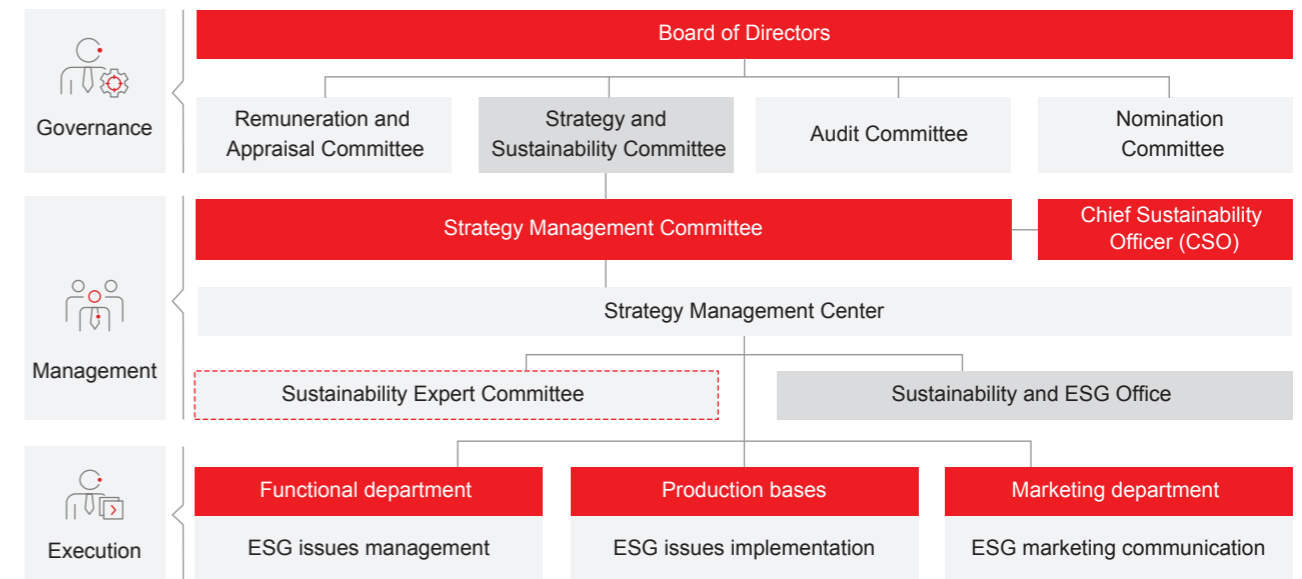 Board of Directors
Governance
Remuneration and
Appraisal Committee
Strategy and
Sustainability Committee
Audit Committee
Nomination
Committee
Management
Strategy Management Committee
Chief Sustainability
Officer (CSO)
Strategy Management Center
Sustainability Expert Committee
Sustainability and ESG Office
Execution
Functional department
Production bases
Marketing department
ESG issues management
ESG issues implementation
ESG marketing communication